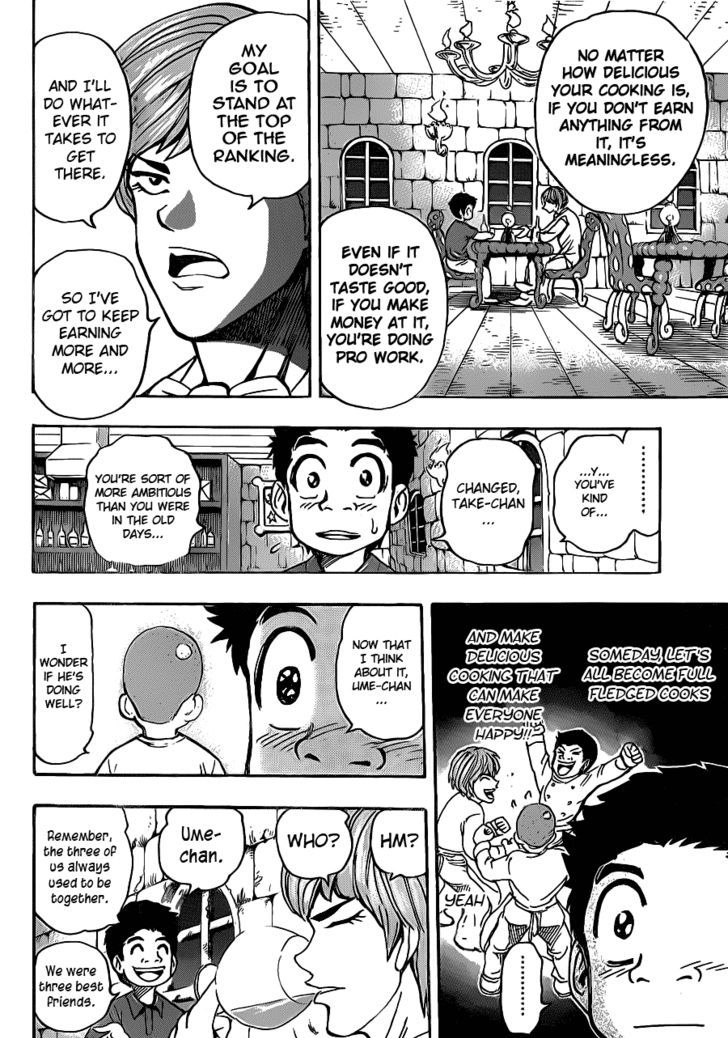 NO MATTER
HOW DELICIOUS
YOUR COOKING IS,
IF YOU DON'T EARN
ANYTHING FROM
IT, IT'S
MEANINGLESS.
EVEN IF IT
DOESN'T
TASTE GOOD,
IF YOU MAKE
MONEY AT IT,
YOU'RE DOING
PRO WORK.
MY
GOAL
IS TO
STAND AT
THE TOP
OF THE
RANKING.
AND I'LL
DO WHAT-
EVER IT
TAKES TO
GET
THERE.
SO I'VE
GOT TO KEEP
EARNING
MORE AND
MORE...
..........
...Y...
YOU'VE
KIND
OF...
CHANGED,
TAKE-CHAN
...
YOU'RE SORT OF
MORE AMBITIOUS
THAN YOU WERE
IN THE OLD
DAYS...
SOMEDAY, LET'S
ALL BECOME FULL
FLEDGED COOKS
AND MAKE
DELICIOUS
COOKING THAT
CAN MAKE
EVERYONE
HAPPY!!
YEAH
..........
NOW THAT
I THINK
ABOUT IT,
UME-CHAN
...
I
WONDER
IF HE'S
DOING
WELL?
HM?
WHO?
Ume-
chan.
Remember,
the three of
us always
used to be
together.
We were
three best
friends.